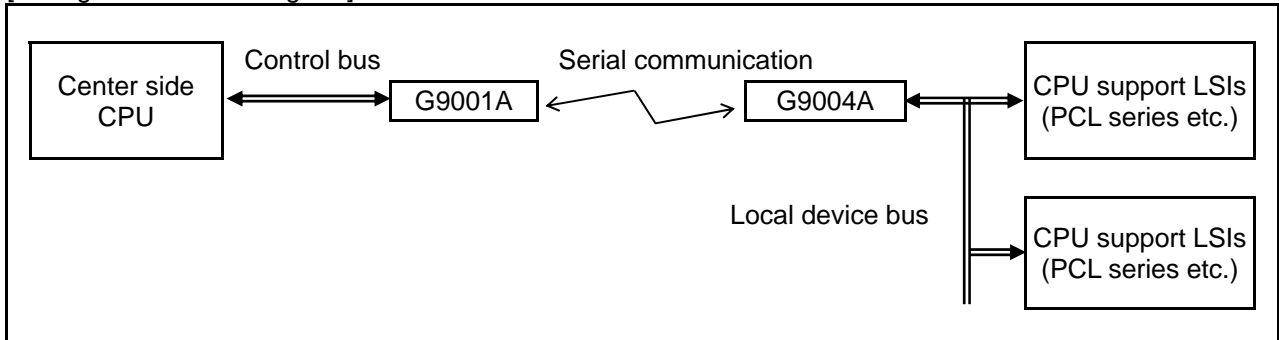 Center side
CPU
Control bus
G9001A
Serial communication
G9004A
CPU support LSIs
(PCL series etc.)
Local device bus
CPU support LSIs
(PCL series etc.)